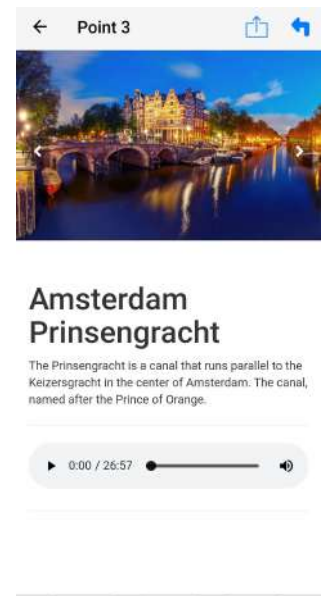 Point 3
Amsterdam
Prinsengracht
The Prinsengracht is a canal that runs parallel to the
Keizersgracht in the center of Amsterdam. The canal,
named after the Prince of Orange.
0:00 / 26:57